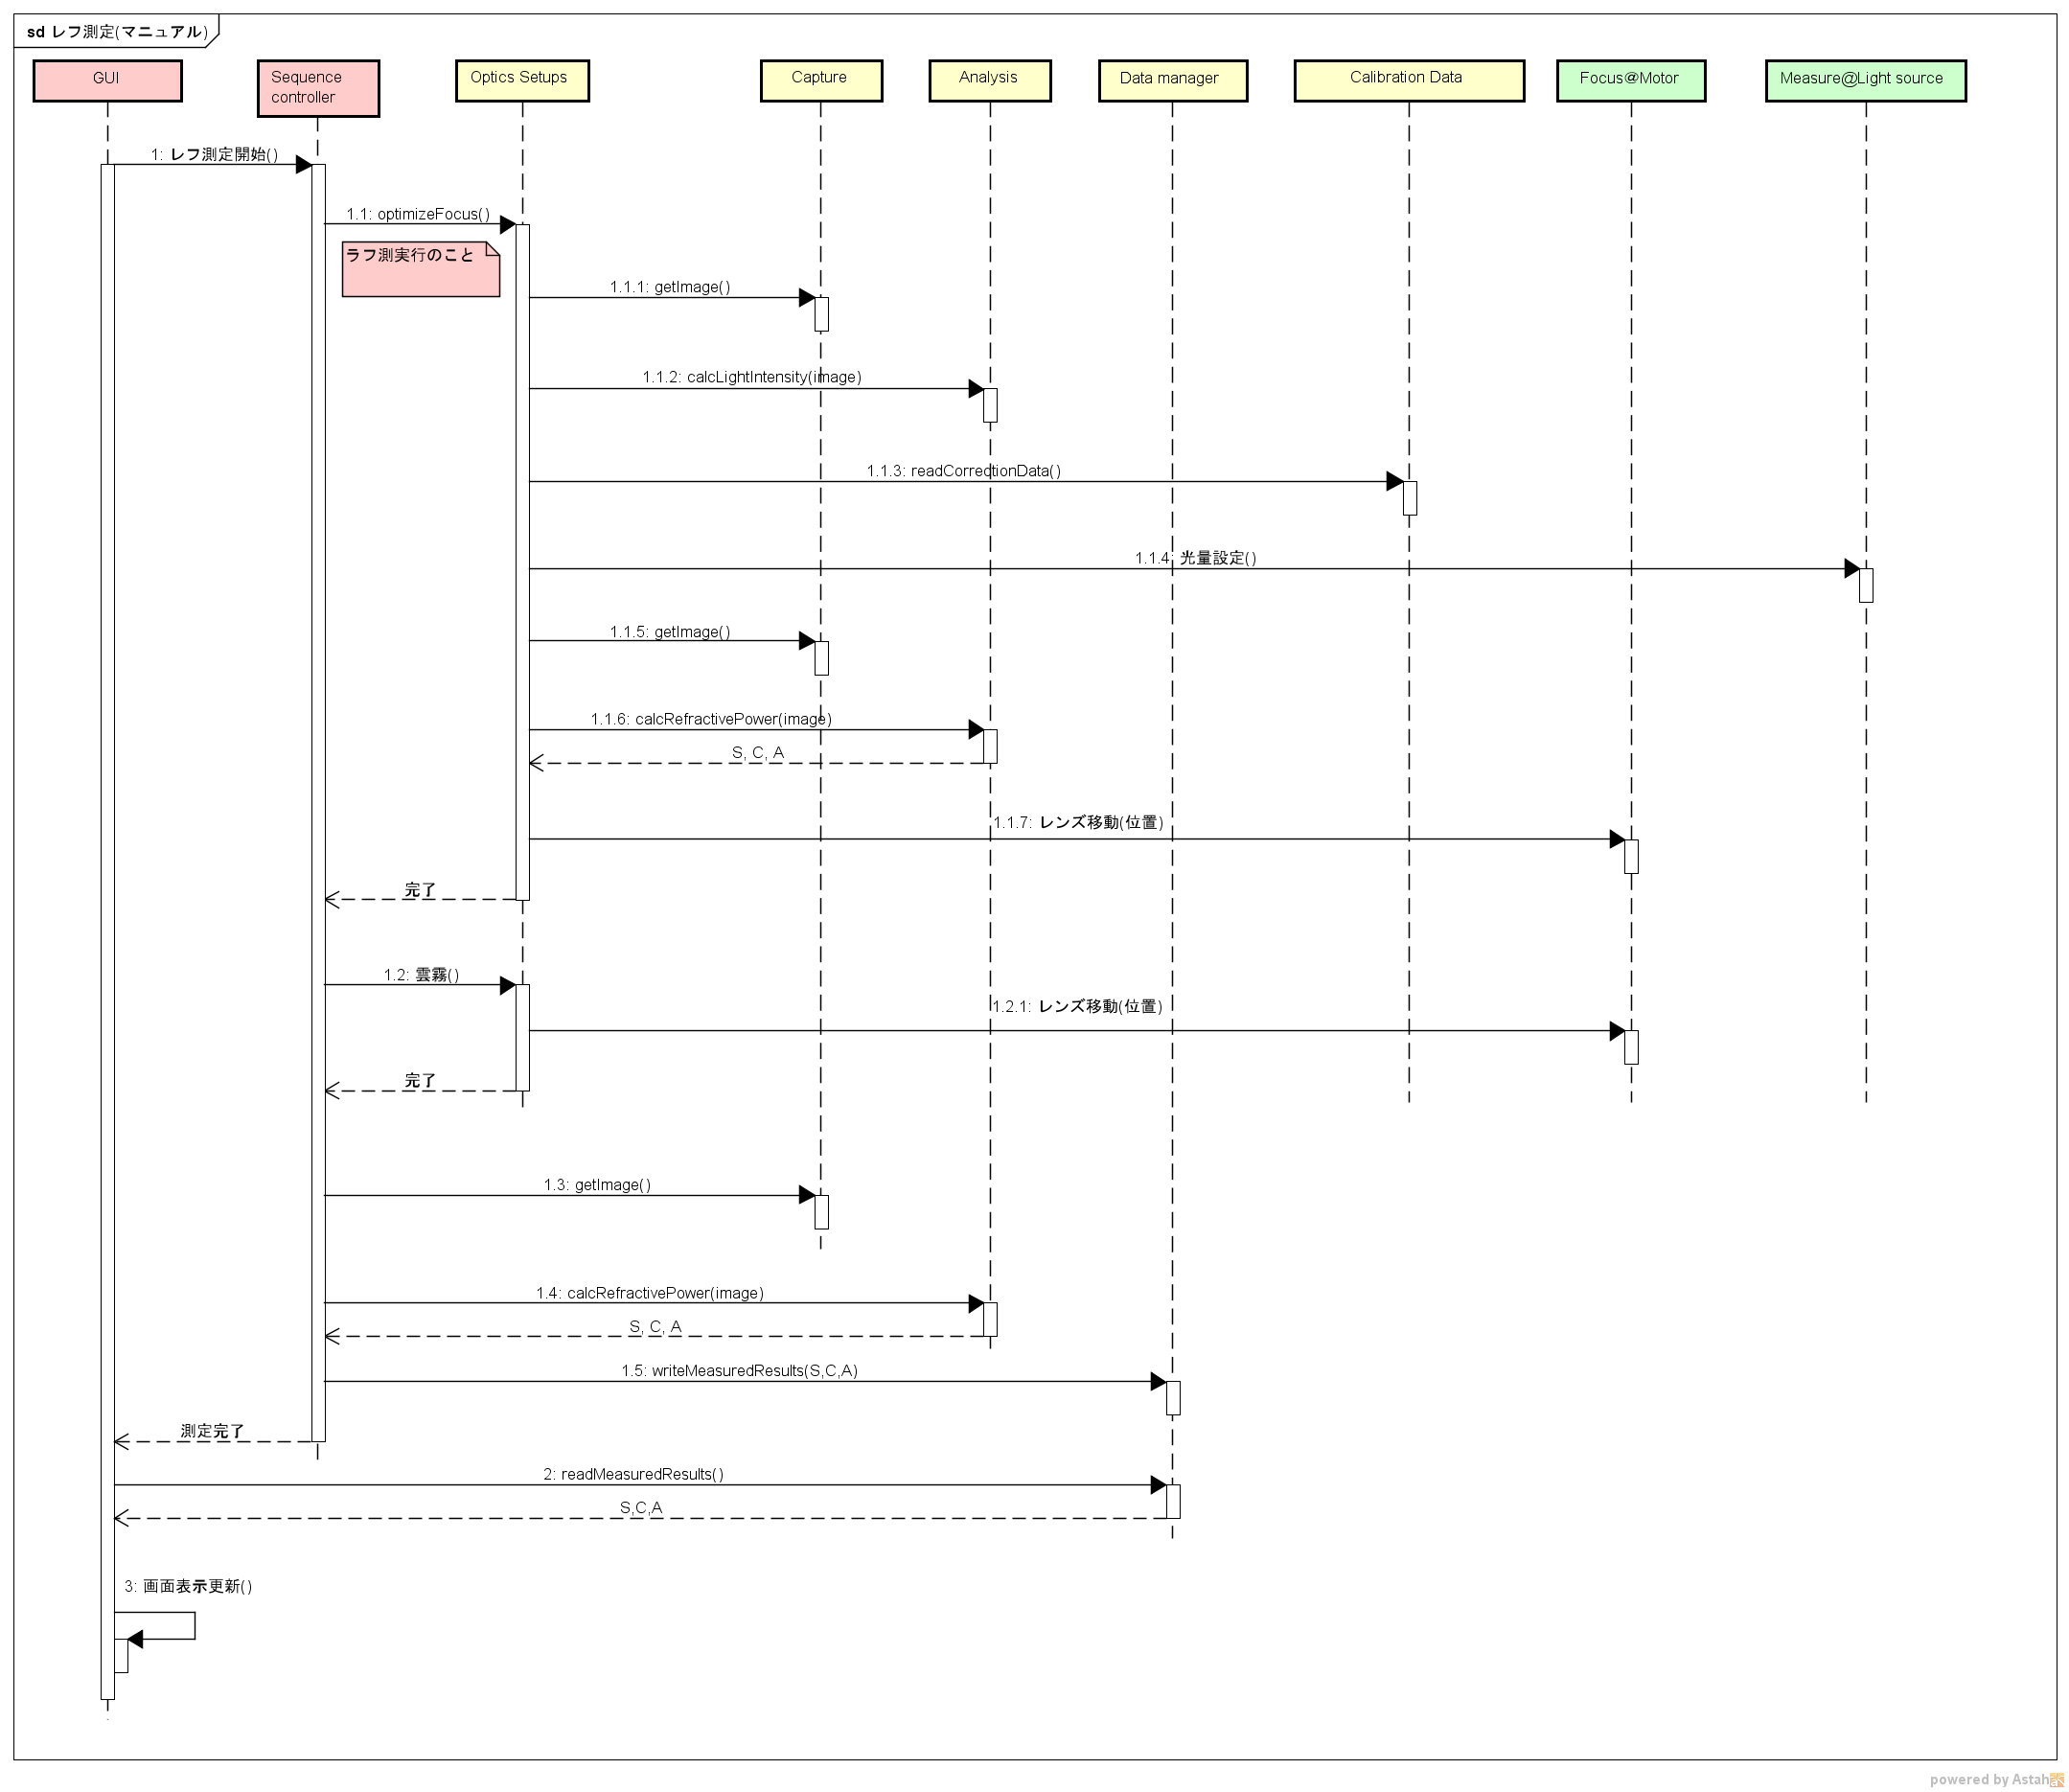 sd レフ測定(マニュアル)
GUI
Sequence
controller
Optics Setups
Capture
Analysis
Data manager
Calibration Data
Focus@Motor
Measure@Light source
1: レフ測定開始()
1.1: optimizeFocus()
ラフ測実行のこと
1.1.1: getImage()
1.1.2: calcLightIntensity(image)
1.1.3: readCorredtionData()
1.1.4: 光量設定()
1.1.5: getImage()
1.1.6: calcRefractivePower(image)
S, C, A
1.1.7: レンズ移動(位置)
完了
1.2: 雲霧()
1.2.1: レンズ移動(位置)
完了
1.3: getImage()
1.4: calcRefractivePower(image)
S, C, A
1.5: writeMeasuredResults(S,C,A)
測定完了
2: readMeasuredResults()
S,C,A
3: 画面表示更新()
powered by Astah